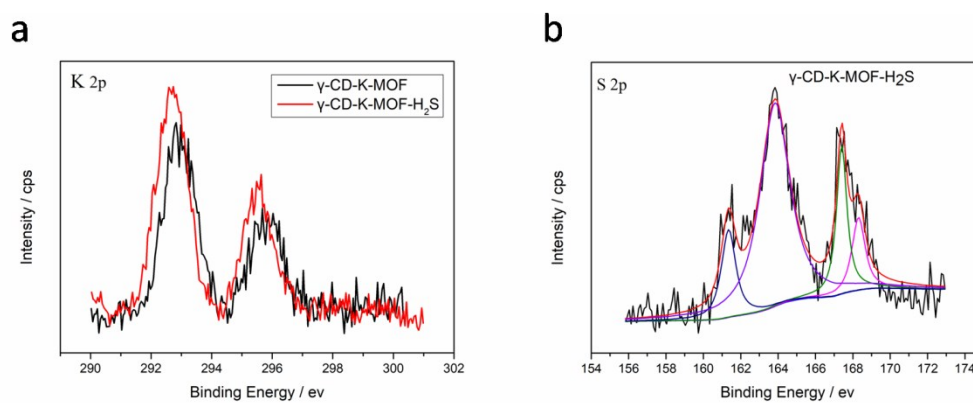 a
K 2p
γ-CD-K-MOF
γ-CD-K-MOF-H₂S
Intensity / cps
290 292 294 296 298 300 302
Binding Energy / ev
b
S 2p
γ-CD-K-MOF-H2S
Intensity / cps
154 156 158 160 162 164 166 168 170 172 174
Binding Energy / ev